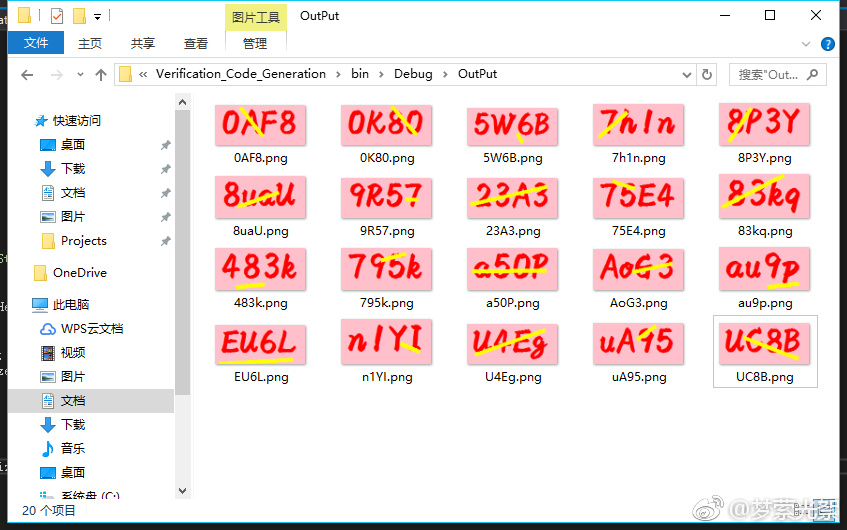 图片工具 OutPut
文件 主页 共享 查看 管理
« Verification_Code_Generation › bin › Debug › OutPut
搜索"Out...
快速访问
桌面
下载
文档
图片
Projects
OneDrive
此电脑
WPS云文档
视频
图片
文档
下载
音乐
桌面
系统盘 (C:)
0AF8 0K80 5W6B 7h1n 8P3Y
0AF8.png 0K80.png 5W6B.png 7h1n.png 8P3Y.png
8uaU 9R57 23A3 75E4 83kq
8uaU.png 9R57.png 23A3.png 75E4.png 83kq.png
483k 795k a50P AoG3 au9p
483k.png 795k.png a50P.png AoG3.png au9p.png
EU6L n1YI U4Eg uA95 UC8B
EU6L.png n1YI.png U4Eg.png uA95.png UC8B.png
20 个项目